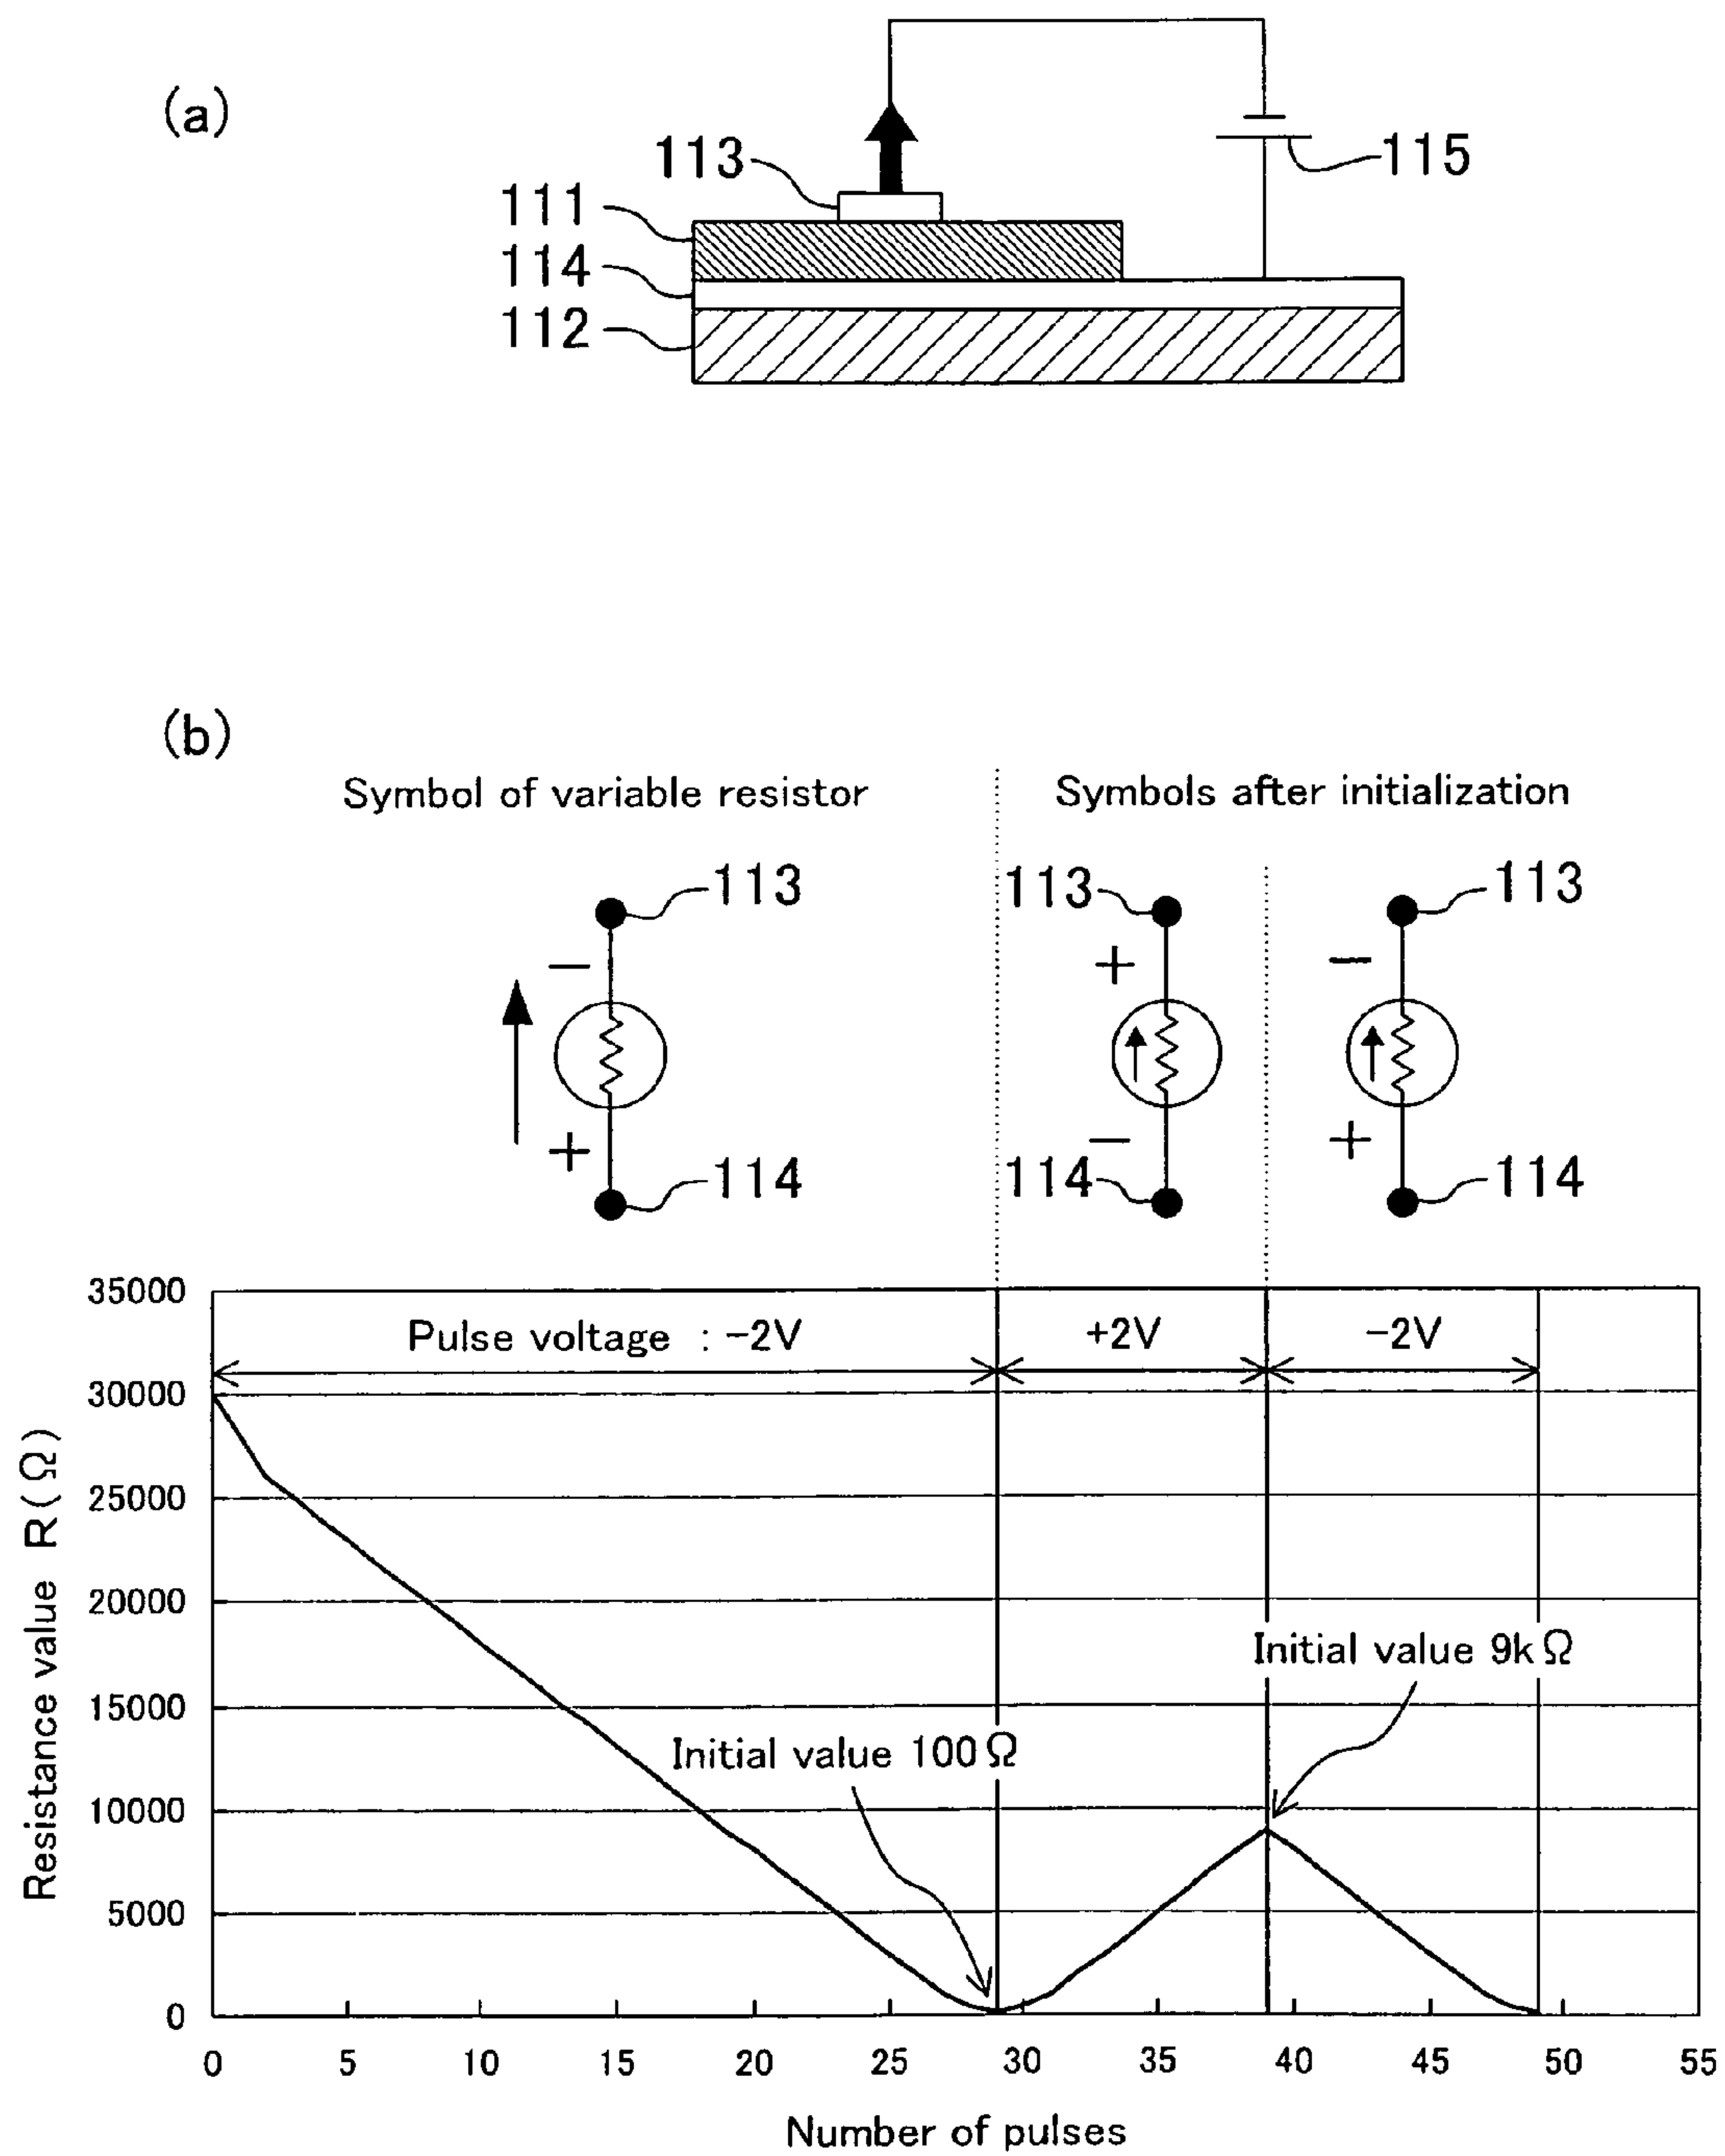 (a)
113
115
111
114
112
(b)
Symbol of variable resistor
Symbols after initialization
113
113
113
−
+
−
+
−
+
114
114
114
35000
Pulse voltage : −2V
+2V
−2V
30000
25000
20000
Initial value 9kΩ
15000
Initial value 100Ω
10000
5000
0
Resistance value R(Ω)
0 5 10 15 20 25 30 35 40 45 50 55
Number of pulses